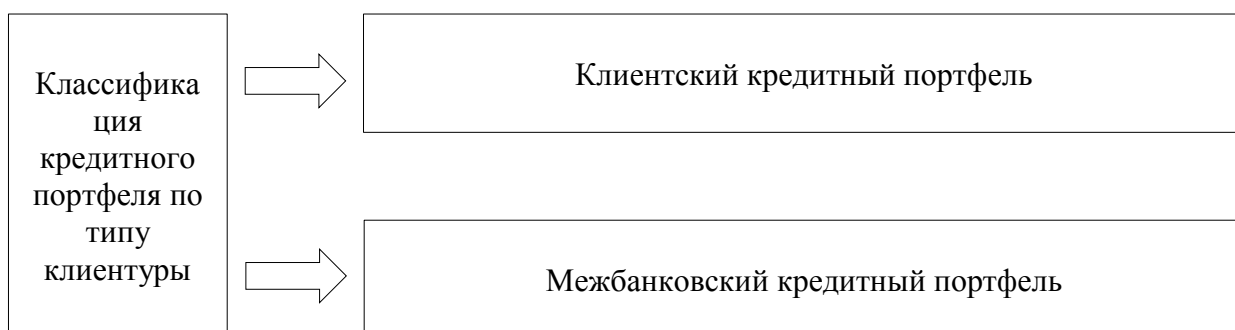 Классифика
ция
кредитного
портфеля по
типу
клиентуры
Клиентский кредитный портфель
Межбанковский кредитный портфель